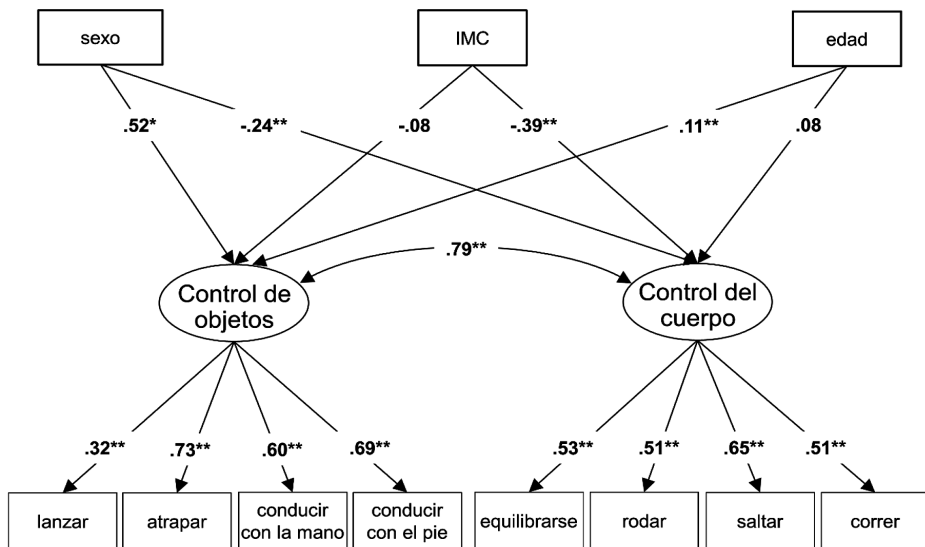 sexo
IMC
edad
.52*
-.24**
-.08
-.39**
.11**
.08
.79**
Control de
objetos
Control del
cuerpo
.32**
.73**
.60**
.69**
.53**
.51**
.65**
.51**
lanzar
atrapar
conducir
con la mano
conducir
con el pie
equilibrarse
rodar
saltar
correr